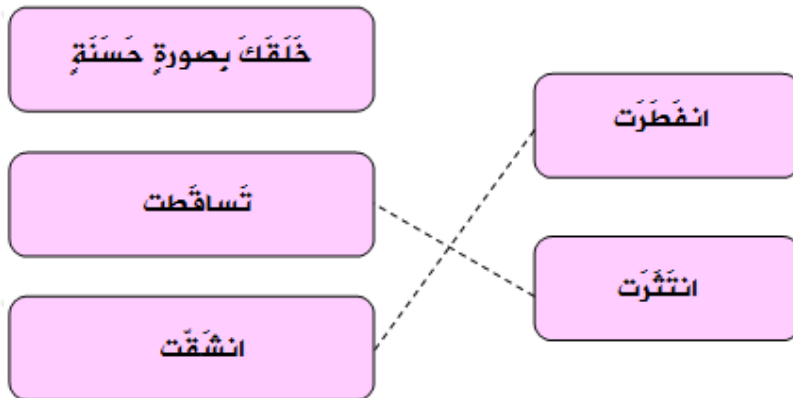 خَلَقَكَ بِصورةٍ حَسَنَةٍ
انفَطَرَت
تَساقَطت
انتَثَرَت
انشَقّت